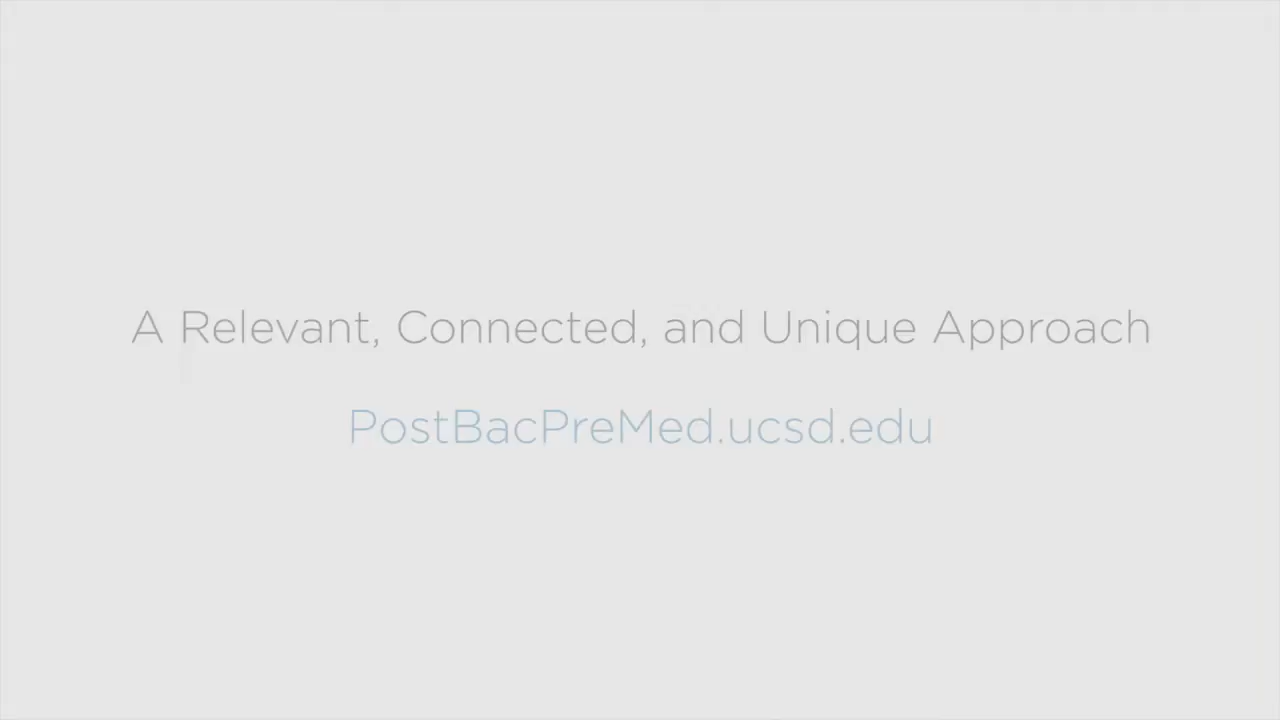 A Relevant, Connected, and Unique Approach
PostBacPreMed.ucsd.edu